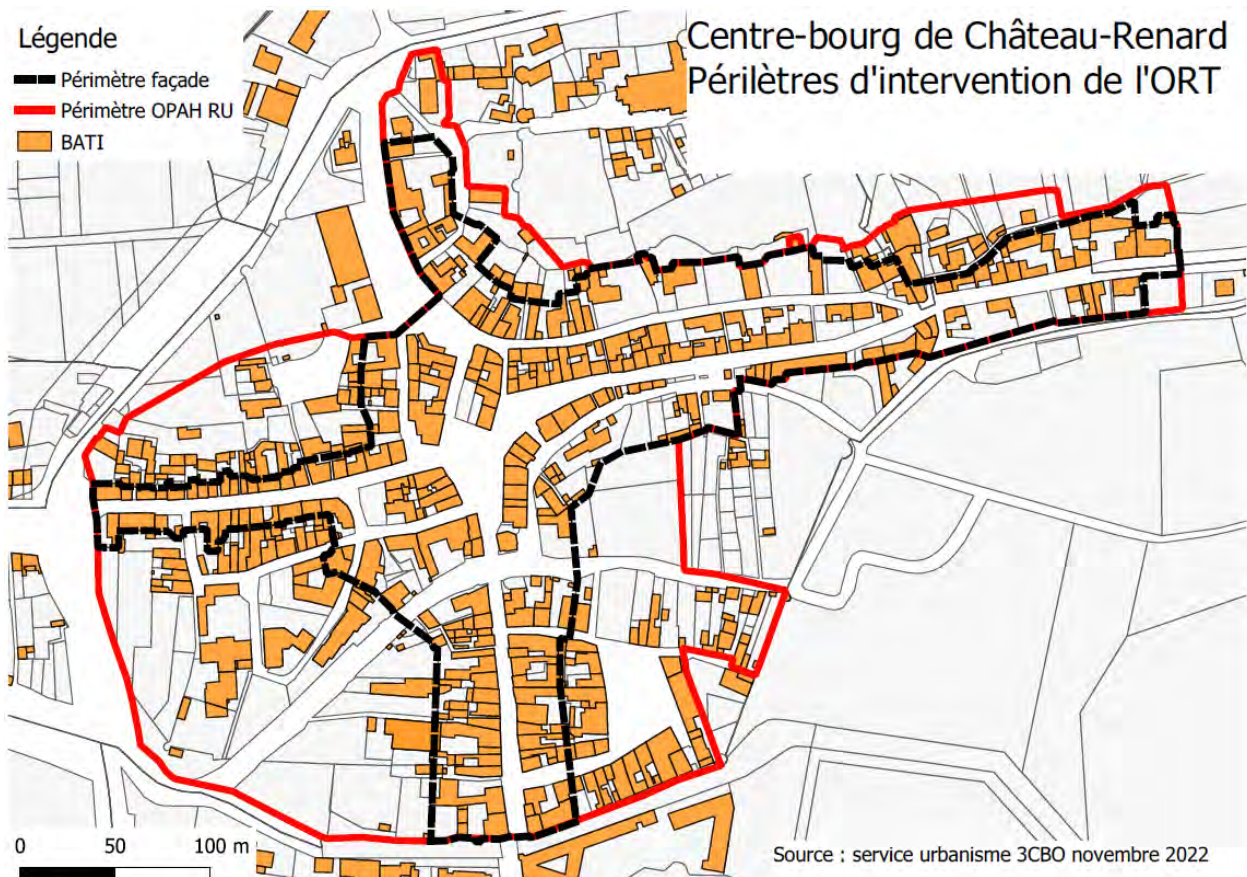 Centre-bourg de Château-Renard
Périlètres d'intervention de l'ORT
Légende
Périmètre façade
Périmètre OPAH RU
BATI
0 50 100 m
Source : service urbanisme 3CBO novembre 2022